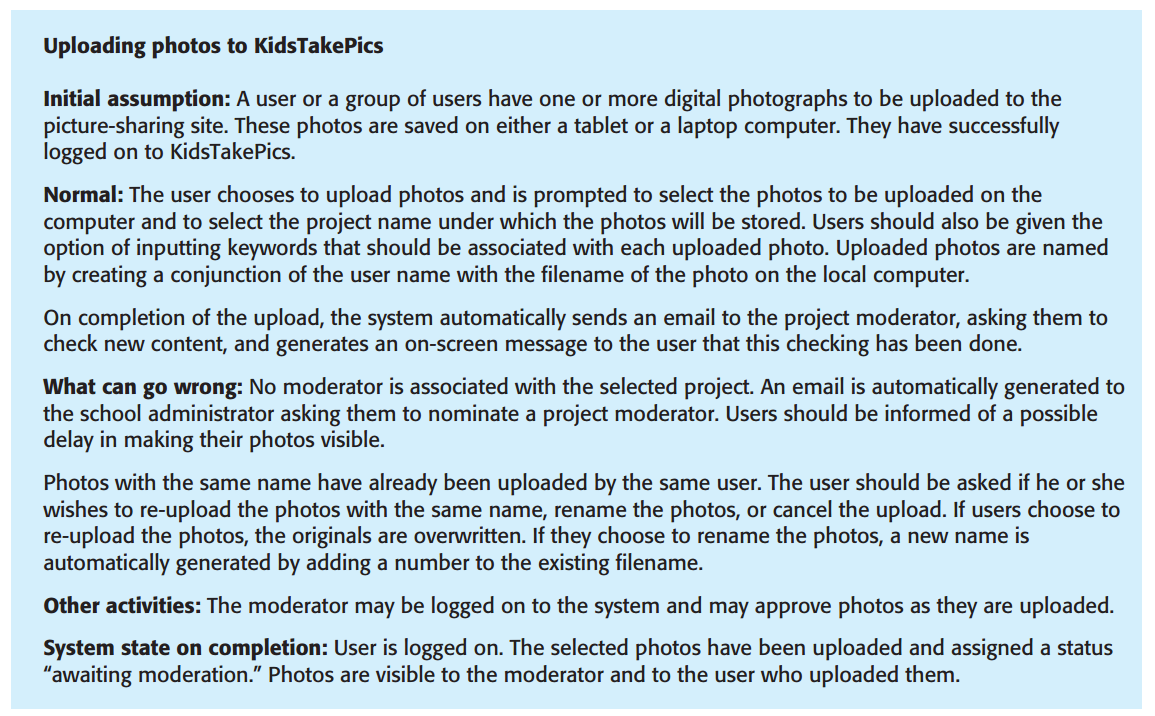 Uploading photos to KidsTakePics
Initial assumption: A user or a group of users have one or more digital photographs to be uploaded to the
picture-sharing site. These photos are saved on either a tablet or a laptop computer. They have successfully
logged on to KidsTakePics.
Normal: The user chooses to upload photos and is prompted to select the photos to be uploaded on the
computer and to select the project name under which the photos will be stored. Users should also be given the
option of inputting keywords that should be associated with each uploaded photo. Uploaded photos are named
by creating a conjunction of the user name with the filename of the photo on the local computer.
On completion of the upload, the system automatically sends an email to the project moderator, asking them to
check new content, and generates an on-screen message to the user that this checking has been done.
What can go wrong: No moderator is associated with the selected project. An email is automatically generated to
the school administrator asking them to nominate a project moderator. Users should be informed of a possible
delay in making their photos visible.
Photos with the same name have already been uploaded by the same user. The user should be asked if he or she
wishes to re-upload the photos with the same name, rename the photos, or cancel the upload. If users choose to
re-upload the photos, the originals are overwritten. If they choose to rename the photos, a new name is
automatically generated by adding a number to the existing filename.
Other activities: The moderator may be logged on to the system and may approve photos as they are uploaded.
System state on completion: User is logged on. The selected photos have been uploaded and assigned a status
“awaiting moderation.” Photos are visible to the moderator and to the user who uploaded them.